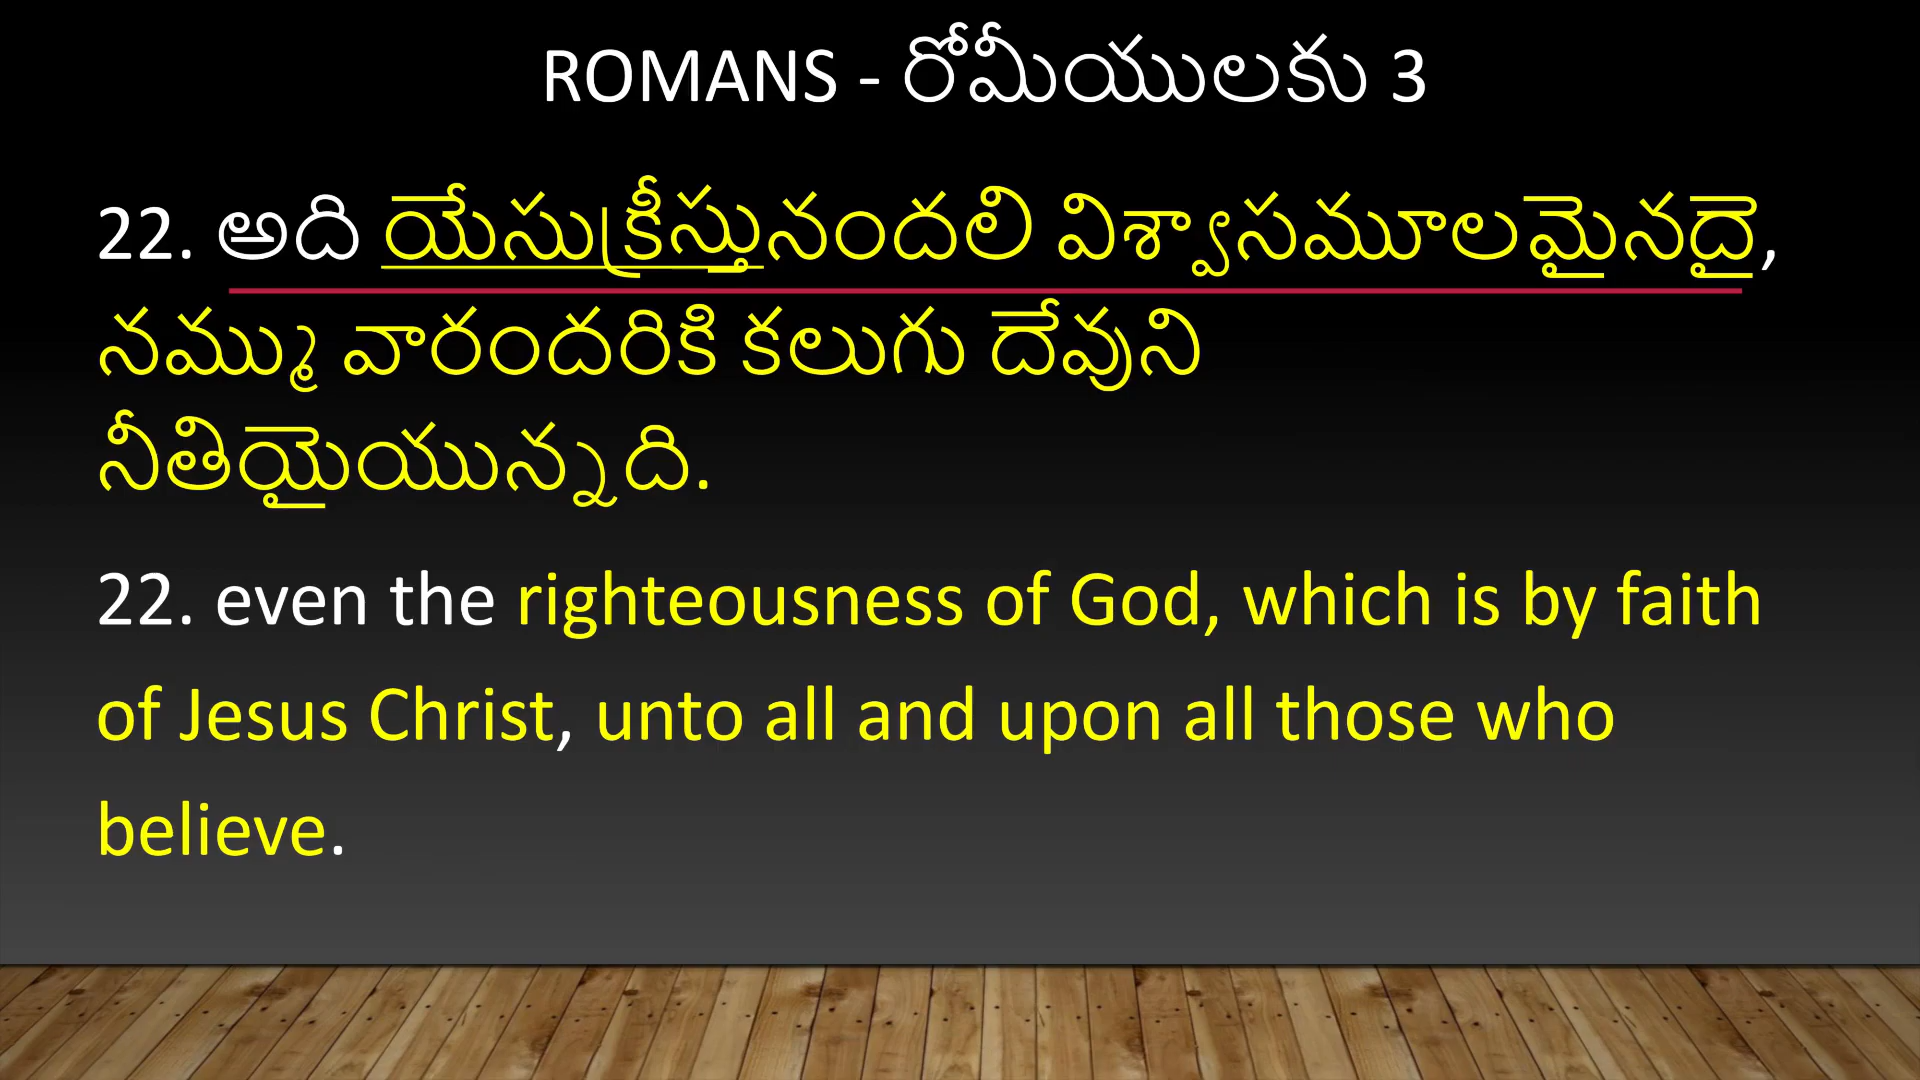 ROMANS - రోమీయులకు 3
22. అది యేసుక్రీస్తునందలి విశ్వాసమూలమైనదై,
నమ్ము వారందరికి కలుగు దేవుని
నీతియైయున్నది.
22. even the righteousness of God, which is by faith
of Jesus Christ, unto all and upon all those who
believe.